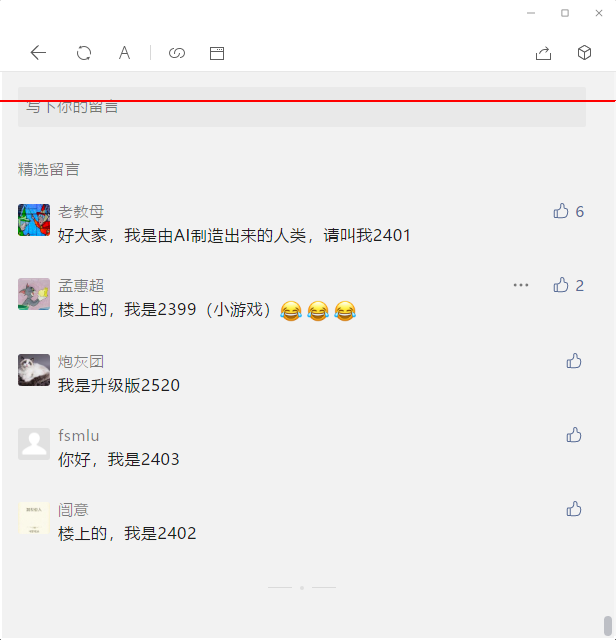 写下你的留言
精选留言
老教母
6
好大家，我是由AI制造出来的人类，请叫我2401
孟惠超
2
楼上的，我是2399（小游戏）😂😂😂
炮灰团
我是升级版2520
fsmlu
你好，我是2403
闫意
楼上的，我是2402